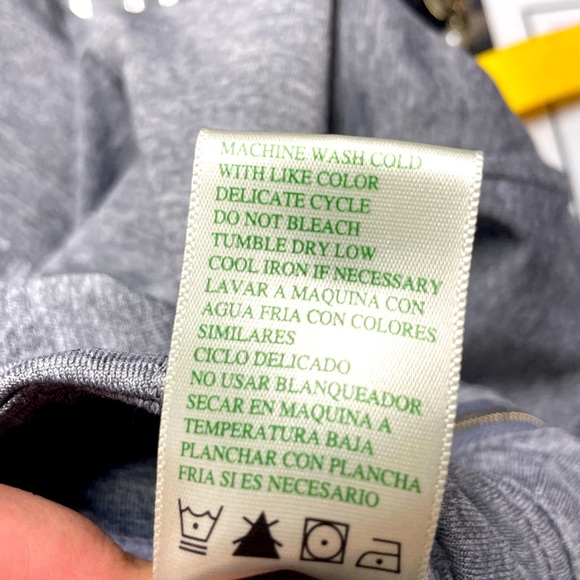 MACHINE WASH COLD
WITH LIKE COLOR
DELICATE CYCLE
DO NOT BLEACH
TUMBLE DRY LOW
COOL IRON IF NECESSARY
LAVAR A MAQUINA CON
AGUA FRIA CON COLORES
SIMILARES
CICLO DELICADO
NO USAR BLANQUEADOR
SECAR EN MAQUINA A
TEMPERATURA BAJA
PLANCHAR CON PLANCHA
FRIA SI ES NECESARIO